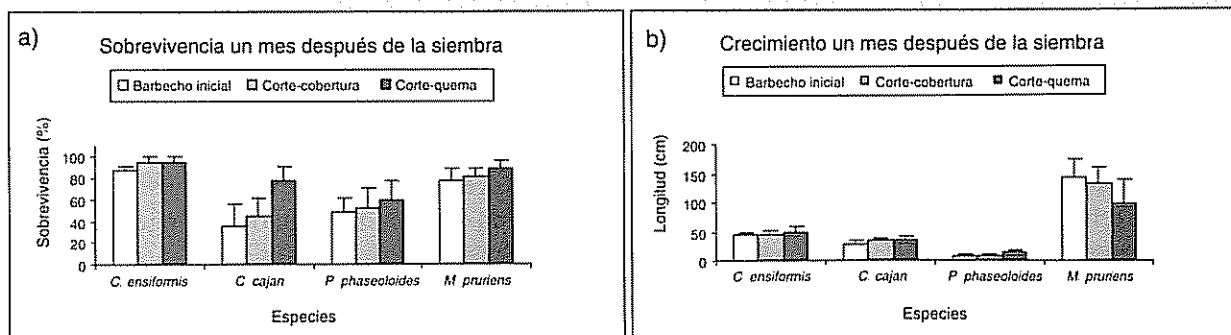 a)
Sobrevivencia un mes después de la siembra
Barbecho inicial Corte-cobertura Corte-quema
Sobrevivencia (%)
100
80
60
40
20
0
C. ensiformis C cajan P phaseoloides M pruriens
Especies
b)
Crecimiento un mes después de la siembra
Barbecho inicial Corte-cobertura Corte-quema
Longitud (cm)
200
150
100
50
0
C ensiformis C cajan P phaseoloides M pruriens
Especies